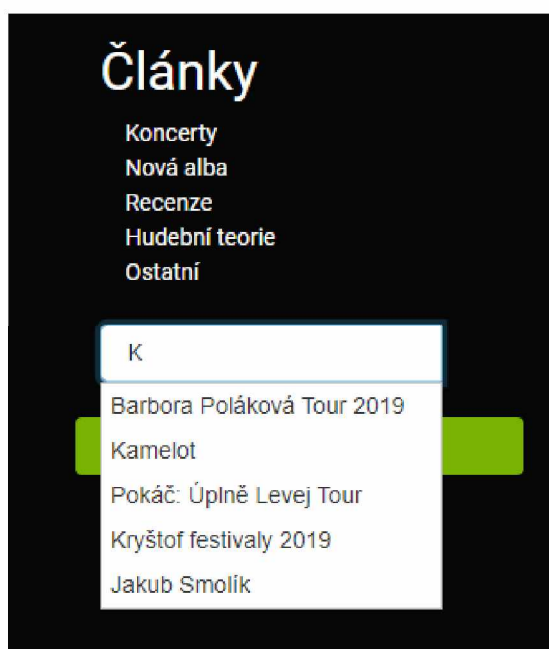 Články
Koncerty
Nová alba
Recenze
Hudební teorie
Ostatní
K
Barbora Poláková Tour 2019
Kamelot
Pokáč: Úplně Levej Tour
Kryštof festivaly 2019
Jakub Smolík